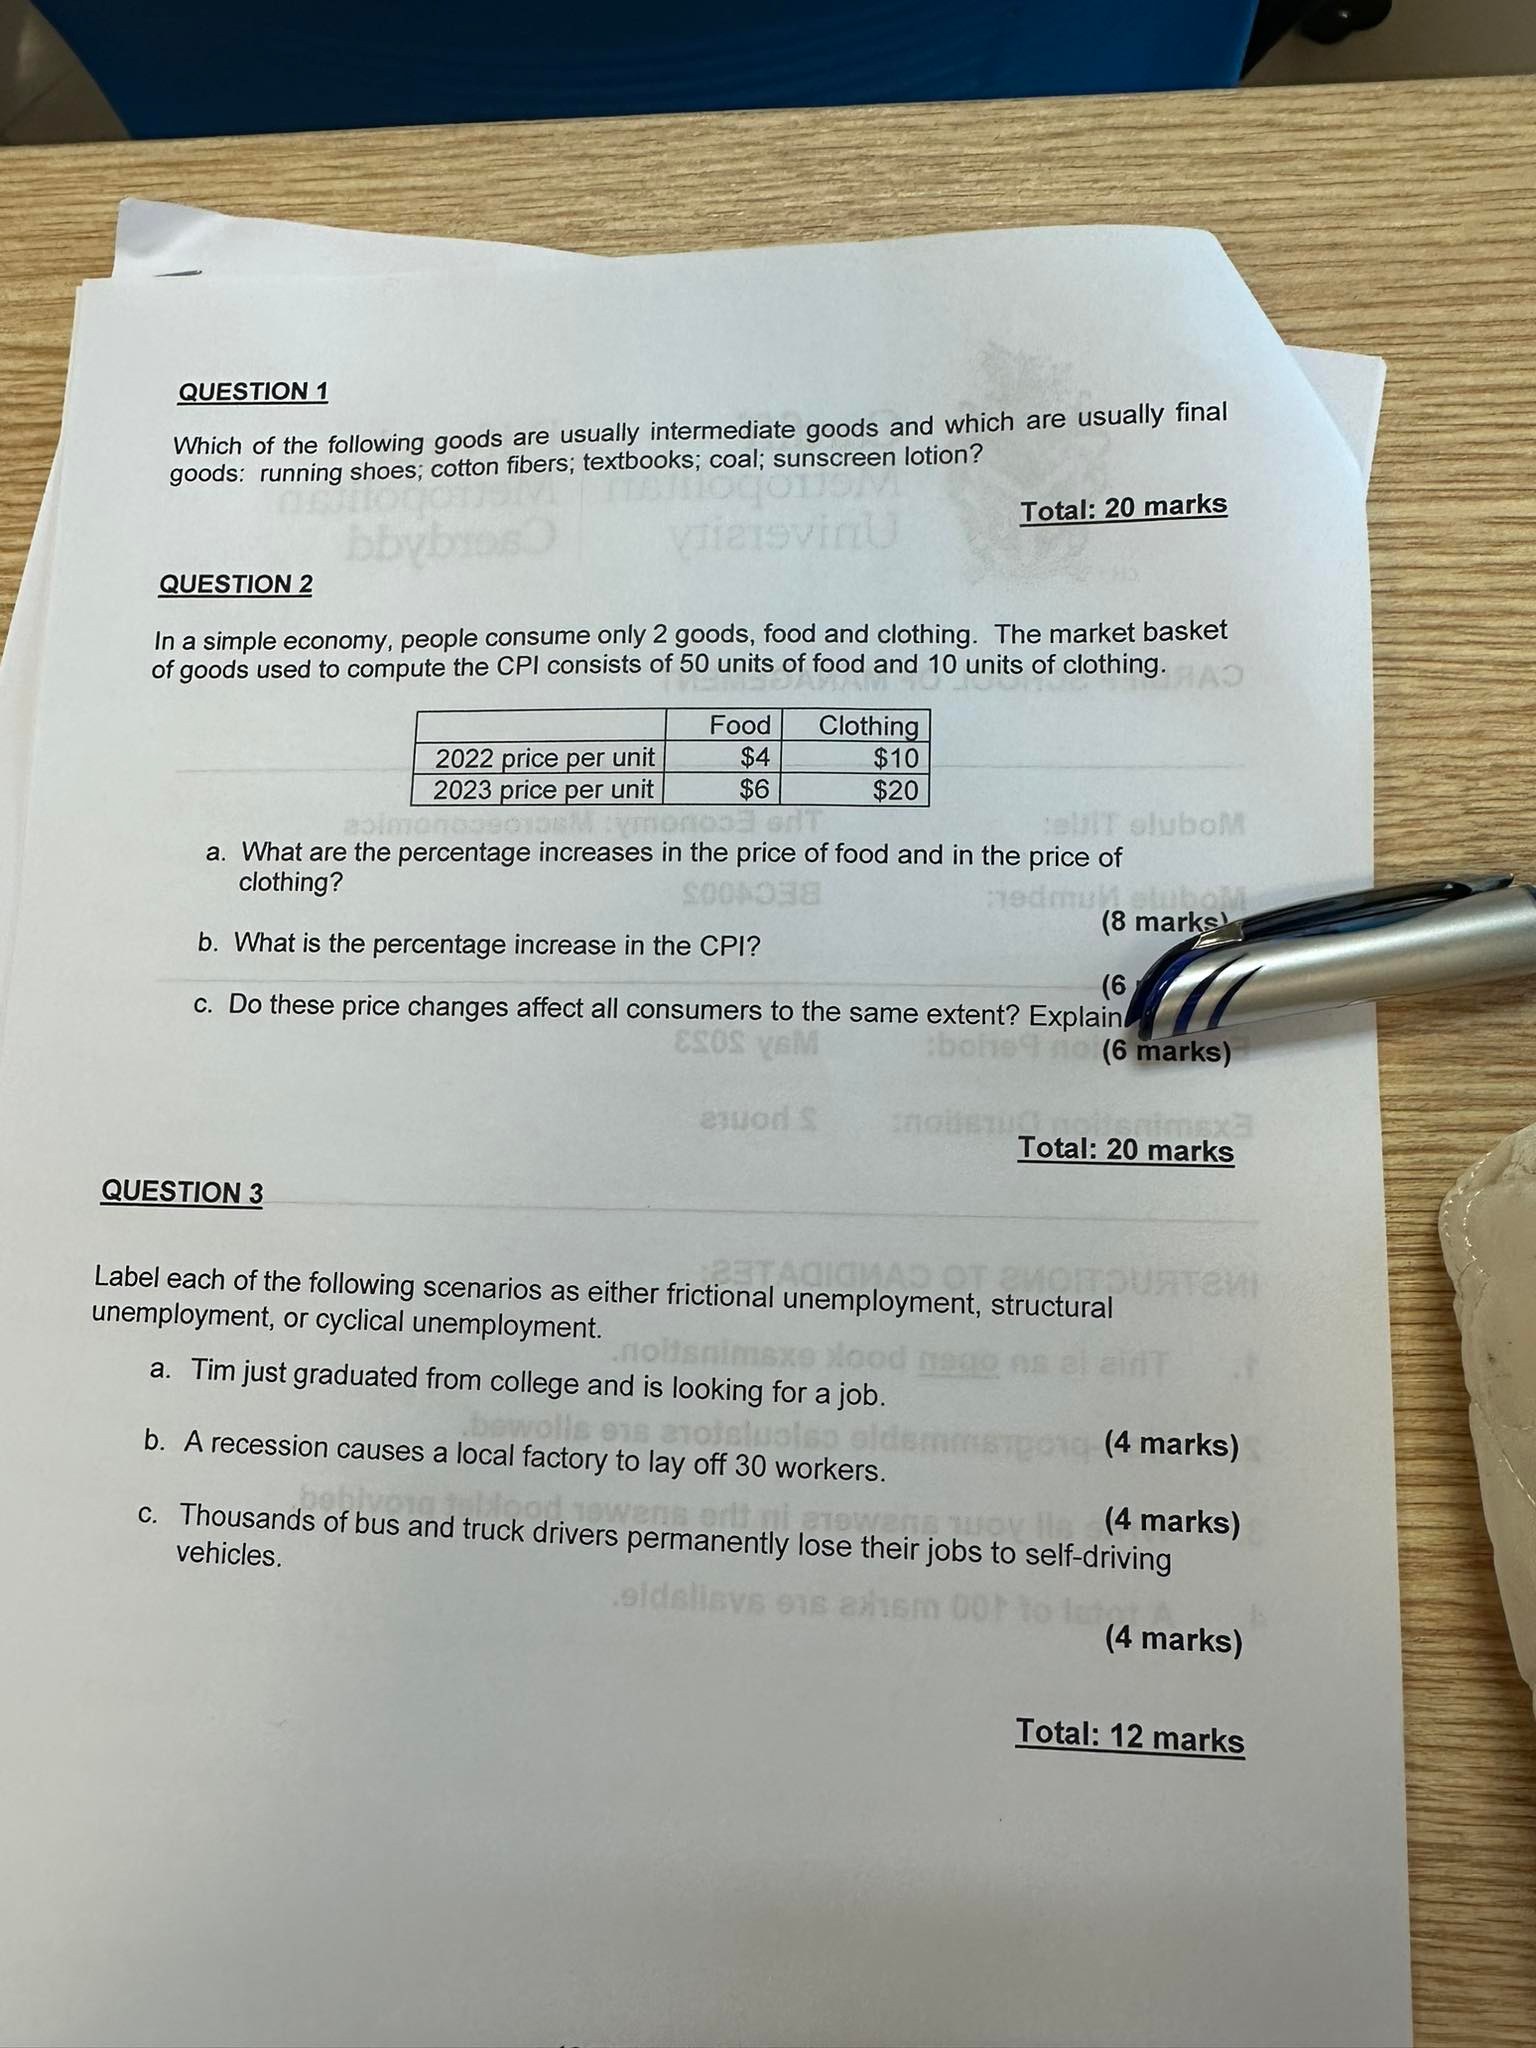 QUESTION 1
Which of the following goods are usually intermediate goods and which are usually final
goods: running shoes; cotton fibers; textbooks; coal; sunscreen lotion?
Total: 20 marks
QUESTION 2
In a simple economy, people consume only 2 goods, food and clothing. The market basket
of goods used to compute the CPI consists of 50 units of food and 10 units of clothing.
Food Clothing
2022 price per unit $4 $10
2023 price per unit $6 $20
a. What are the percentage increases in the price of food and in the price of
clothing?
(8 marks)
b. What is the percentage increase in the CPI?
(6
c. Do these price changes affect all consumers to the same extent? Explain
(6 marks)
Total: 20 marks
QUESTION 3
Label each of the following scenarios as either frictional unemployment, structural
unemployment, or cyclical unemployment.
a. Tim just graduated from college and is looking for a job.
(4 marks)
b. A recession causes a local factory to lay off 30 workers.
(4 marks)
c. Thousands of bus and truck drivers permanently lose their jobs to self-driving
vehicles.
(4 marks)
Total: 12 marks